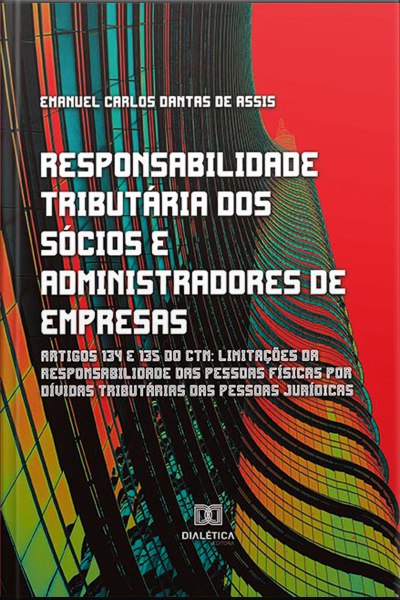 EMANUEL CARLOS DANTAS DE ASSIS
RESPONSABILIDADE
TRIBUTÁRIA DOS
SÓCIOS E
ADMINISTRADORES DE
EMPRESAS
ARTIGOS 134 E 135 DO CTN: LIMITAÇÕES DA
RESPONSABILIDADE DAS PESSOAS FÍSICAS POR
DÍVIDAS TRIBUTÁRIAS DAS PESSOAS JURÍDICAS
DIALÉTICA
EDITORA